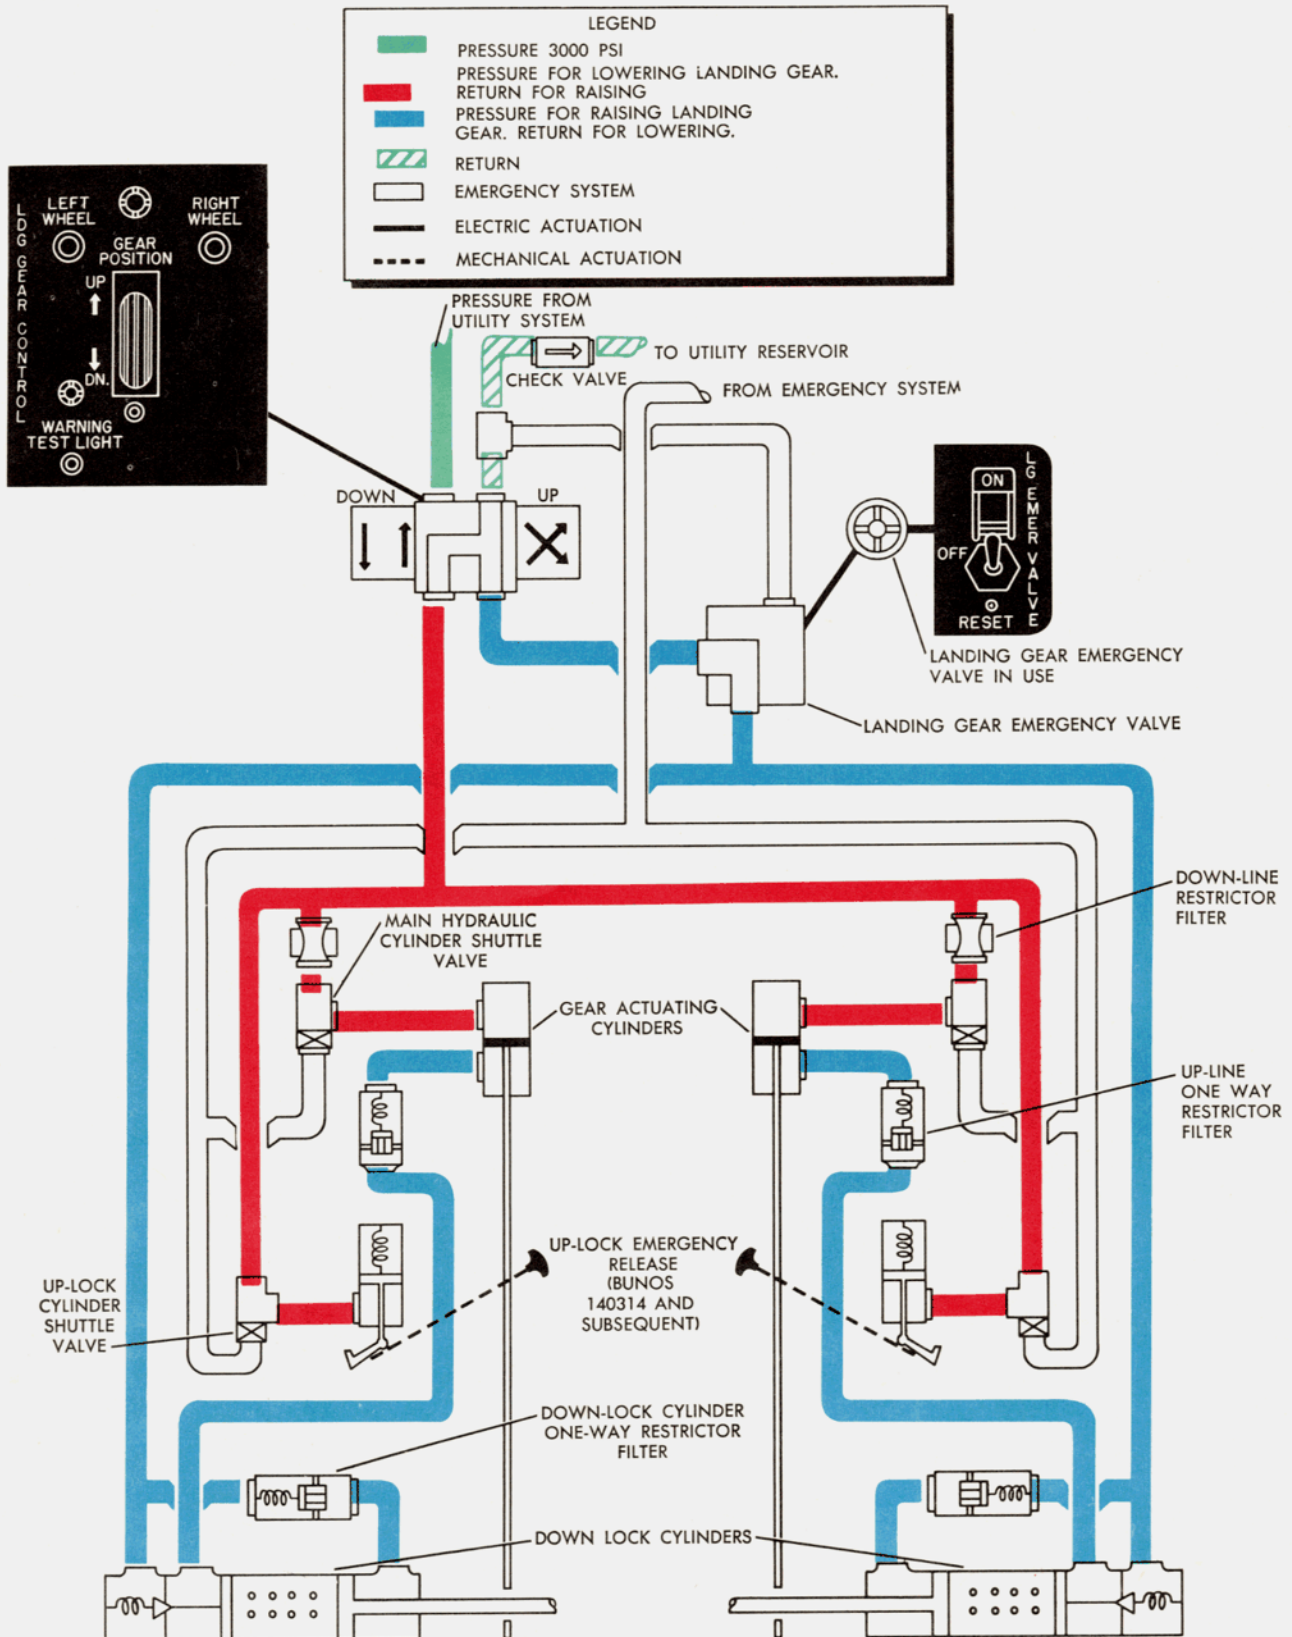 LEGEND
PRESSURE 3000 PSI
PRESSURE FOR LOWERING LANDING GEAR.
RETURN FOR RAISING
PRESSURE FOR RAISING LANDING
GEAR. RETURN FOR LOWERING.
RETURN
EMERGENCY SYSTEM
ELECTRIC ACTUATION
MECHANICAL ACTUATION
LDG GEAR CONTROL
LEFT
WHEEL
RIGHT
WHEEL
GEAR
POSITION
UP
DN.
WARNING
TEST LIGHT
PRESSURE FROM
UTILITY SYSTEM
TO UTILITY RESERVOIR
CHECK VALVE
FROM EMERGENCY SYSTEM
DOWN
UP
LG EMER VALVE
ON
OFF
RESET
LANDING GEAR EMERGENCY
VALVE IN USE
LANDING GEAR EMERGENCY VALVE
DOWN-LINE
RESTRICTOR
FILTER
MAIN HYDRAULIC
CYLINDER SHUTTLE
VALVE
GEAR ACTUATING
CYLINDERS
UP-LINE
ONE WAY
RESTRICTOR
FILTER
UP-LOCK EMERGENCY
RELEASE
(BUNOS
140314 AND
SUBSEQUENT)
UP-LOCK
CYLINDER
SHUTTLE
VALVE
DOWN-LOCK CYLINDER
ONE-WAY RESTRICTOR
FILTER
DOWN LOCK CYLINDERS